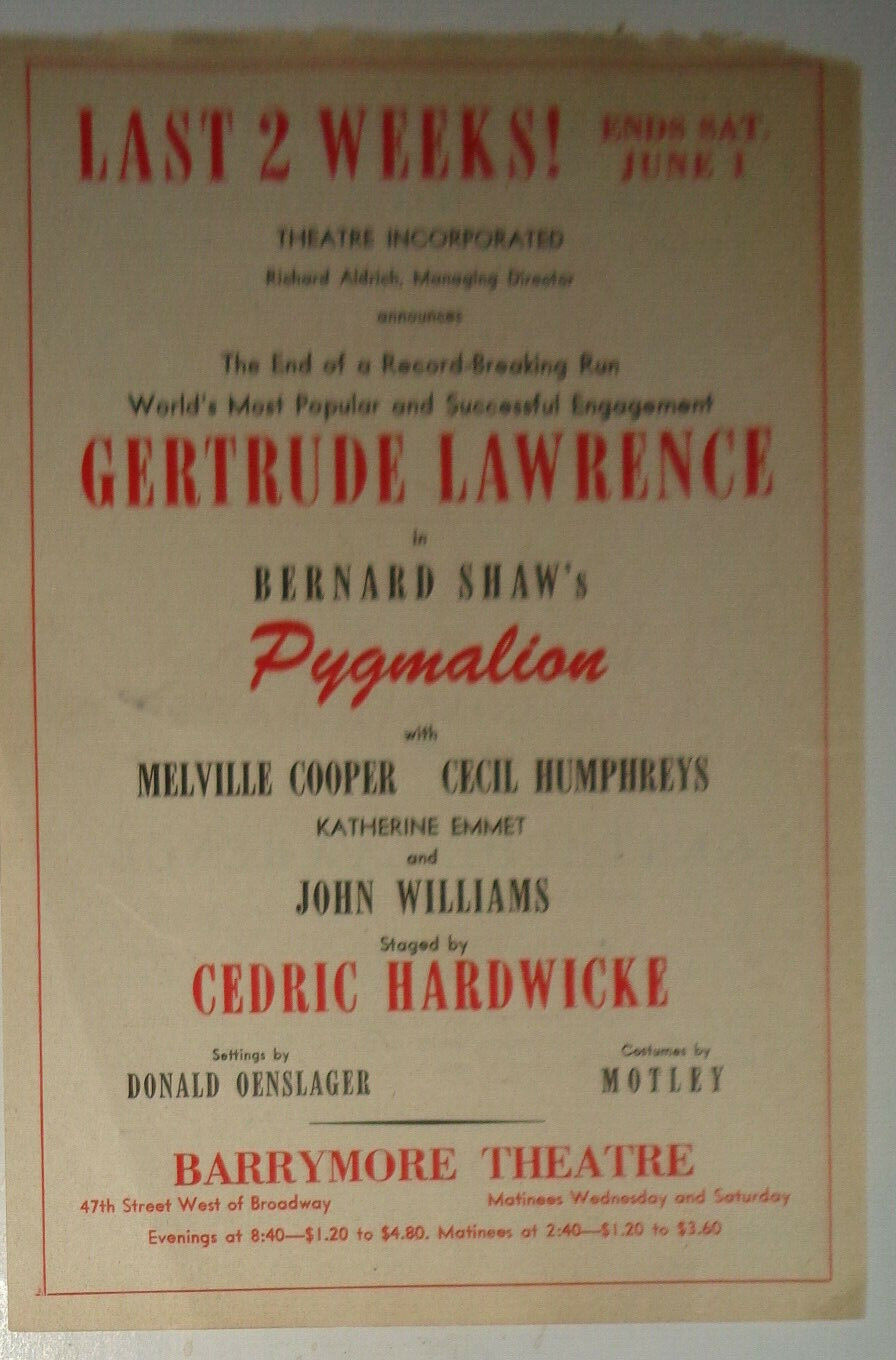 LAST 2 WEEKS! ENDS SAT. JUNE 1
THEATRE INCORPORATED
Richard Aldrich, Managing Director
announces
The End of a Record-Breaking Run
World's Most Popular and Successful Engagement
GERTRUDE LAWRENCE
in
BERNARD SHAW's
Pygmalion
with
MELVILLE COOPER CECIL HUMPHREYS
KATHERINE EMMET
and
JOHN WILLIAMS
Staged by
CEDRIC HARDWICKE
Settings by Costumes by
DONALD OENSLAGER MOTLEY
BARRYMORE THEATRE
47th Street West of Broadway Matinees Wednesday and Saturday
Evenings at 8:40—$1.20 to $4.80. Matinees at 2:40—$1.20 to $3.60